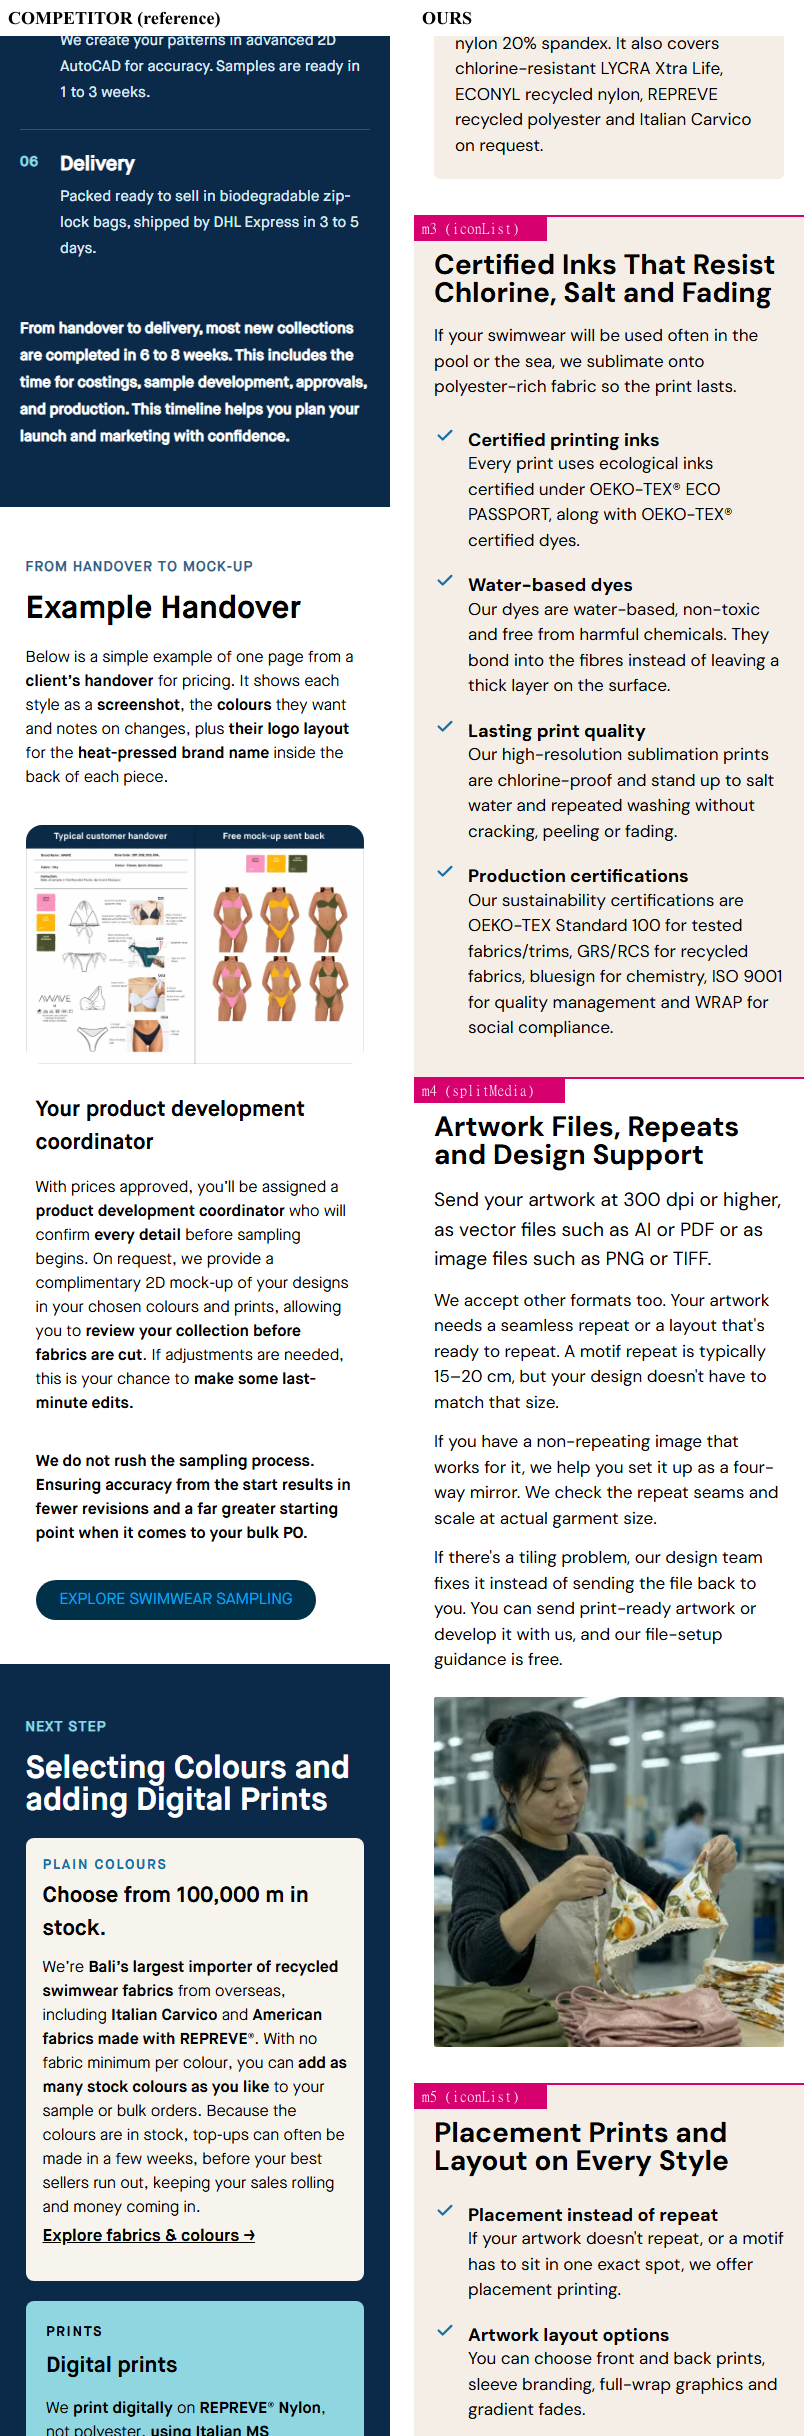 COMPETITOR (reference)
We create your patterns in advanced 2D
AutoCAD for accuracy. Samples are ready in
1 to 3 weeks.
06 Delivery
Packed ready to sell in biodegradable zip-
lock bags, shipped by DHL Express in 3 to 5
days.
From handover to delivery, most new collections
are completed in 6 to 8 weeks. This includes the
time for costings, sample development, approvals,
and production. This timeline helps you plan your
launch and marketing with confidence.
FROM HANDOVER TO MOCK-UP
Example Handover
Below is a simple example of one page from a
client's handover for pricing. It shows each
style as a screenshot, the colours they want
and notes on changes, plus their logo layout
for the heat-pressed brand name inside the
back of each piece.
Typical customer handover
Free mock-up sent back
AWAVE
Your product development
coordinator
With prices approved, you'll be assigned a
product development coordinator who will
confirm every detail before sampling
begins. On request, we provide a
complimentary 2D mock-up of your designs
in your chosen colours and prints, allowing
you to review your collection before
fabrics are cut. If adjustments are needed,
this is your chance to make some last-
minute edits.
We do not rush the sampling process.
Ensuring accuracy from the start results in
fewer revisions and a far greater starting
point when it comes to your bulk PO.
EXPLORE SWIMWEAR SAMPLING
NEXT STEP
Selecting Colours and
adding Digital Prints
PLAIN COLOURS
Choose from 100,000 m in
stock.
We're Bali's largest importer of recycled
swimwear fabrics from overseas,
including Italian Carvico and American
fabrics made with REPREVE®. With no
fabric minimum per colour, you can add as
many stock colours as you like to your
sample or bulk orders. Because the
colours are in stock, top-ups can often be
made in a few weeks, before your best
sellers run out, keeping your sales rolling
and money coming in.
Explore fabrics & colours →
PRINTS
Digital prints
We print digitally on REPREVE® Nylon,
not polyester, using Italian MS
OURS
nylon 20% spandex. It also covers
chlorine-resistant LYCRA Xtra Life,
ECONYL recycled nylon, REPREVE
recycled polyester and Italian Carvico
on request.
m3 (iconList)
Certified Inks That Resist
Chlorine, Salt and Fading
If your swimwear will be used often in the
pool or the sea, we sublimate onto
polyester-rich fabric so the print lasts.
Certified printing inks
Every print uses ecological inks
certified under OEKO-TEX® ECO
PASSPORT, along with OEKO-TEX®
certified dyes.
Water-based dyes
Our dyes are water-based, non-toxic
and free from harmful chemicals. They
bond into the fibres instead of leaving a
thick layer on the surface.
Lasting print quality
Our high-resolution sublimation prints
are chlorine-proof and stand up to salt
water and repeated washing without
cracking, peeling or fading.
Production certifications
Our sustainability certifications are
OEKO-TEX Standard 100 for tested
fabrics/trims, GRS/RCS for recycled
fabrics, bluesign for chemistry, ISO 9001
for quality management and WRAP for
social compliance.
m4 (splitMedia)
Artwork Files, Repeats
and Design Support
Send your artwork at 300 dpi or higher,
as vector files such as AI or PDF or as
image files such as PNG or TIFF.
We accept other formats too. Your artwork
needs a seamless repeat or a layout that's
ready to repeat. A motif repeat is typically
15–20 cm, but your design doesn't have to
match that size.
If you have a non-repeating image that
works for it, we help you set it up as a four-
way mirror. We check the repeat seams and
scale at actual garment size.
If there's a tiling problem, our design team
fixes it instead of sending the file back to
you. You can send print-ready artwork or
develop it with us, and our file-setup
guidance is free.
m5 (iconList)
Placement Prints and
Layout on Every Style
Placement instead of repeat
If your artwork doesn't repeat, or a motif
has to sit in one exact spot, we offer
placement printing.
Artwork layout options
You can choose front and back prints,
sleeve branding, full-wrap graphics and
gradient fades.